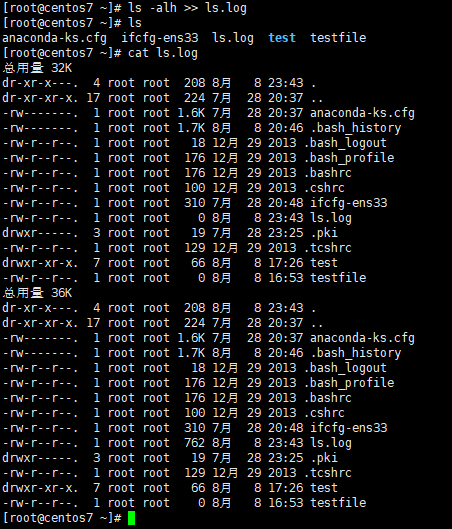 [root@centos7 ~]# ls -alh >> ls.log
[root@centos7 ~]# ls
anaconda-ks.cfg  ifcfg-ens33  ls.log  test  testfile
[root@centos7 ~]# cat ls.log
总用量 32K
dr-xr-x---.  4 root root  208 8月   8 23:43 .
dr-xr-xr-x. 17 root root  224 7月  28 20:37 ..
-rw-------.  1 root root 1.6K 7月  28 20:37 anaconda-ks.cfg
-rw-------.  1 root root 1.7K 8月   8 20:46 .bash_history
-rw-r--r--.  1 root root   18 12月 29 2013 .bash_logout
-rw-r--r--.  1 root root  176 12月 29 2013 .bash_profile
-rw-r--r--.  1 root root  176 12月 29 2013 .bashrc
-rw-r--r--.  1 root root  100 12月 29 2013 .cshrc
-rw-r--r--.  1 root root  310 7月  28 20:48 ifcfg-ens33
-rw-r--r--.  1 root root    0 8月   8 23:43 ls.log
drwxr-----.  3 root root   19 7月  28 23:25 .pki
-rw-r--r--.  1 root root  129 12月 29 2013 .tcshrc
drwxr-xr-x.  7 root root   66 8月   8 17:26 test
-rw-r--r--.  1 root root    0 8月   8 16:53 testfile
总用量 36K
dr-xr-x---.  4 root root  208 8月   8 23:43 .
dr-xr-xr-x. 17 root root  224 7月  28 20:37 ..
-rw-------.  1 root root 1.6K 7月  28 20:37 anaconda-ks.cfg
-rw-------.  1 root root 1.7K 8月   8 20:46 .bash_history
-rw-r--r--.  1 root root   18 12月 29 2013 .bash_logout
-rw-r--r--.  1 root root  176 12月 29 2013 .bash_profile
-rw-r--r--.  1 root root  176 12月 29 2013 .bashrc
-rw-r--r--.  1 root root  100 12月 29 2013 .cshrc
-rw-r--r--.  1 root root  310 7月  28 20:48 ifcfg-ens33
-rw-r--r--.  1 root root  762 8月   8 23:43 ls.log
drwxr-----.  3 root root   19 7月  28 23:25 .pki
-rw-r--r--.  1 root root  129 12月 29 2013 .tcshrc
drwxr-xr-x.  7 root root   66 8月   8 17:26 test
-rw-r--r--.  1 root root    0 8月   8 16:53 testfile
[root@centos7 ~]#